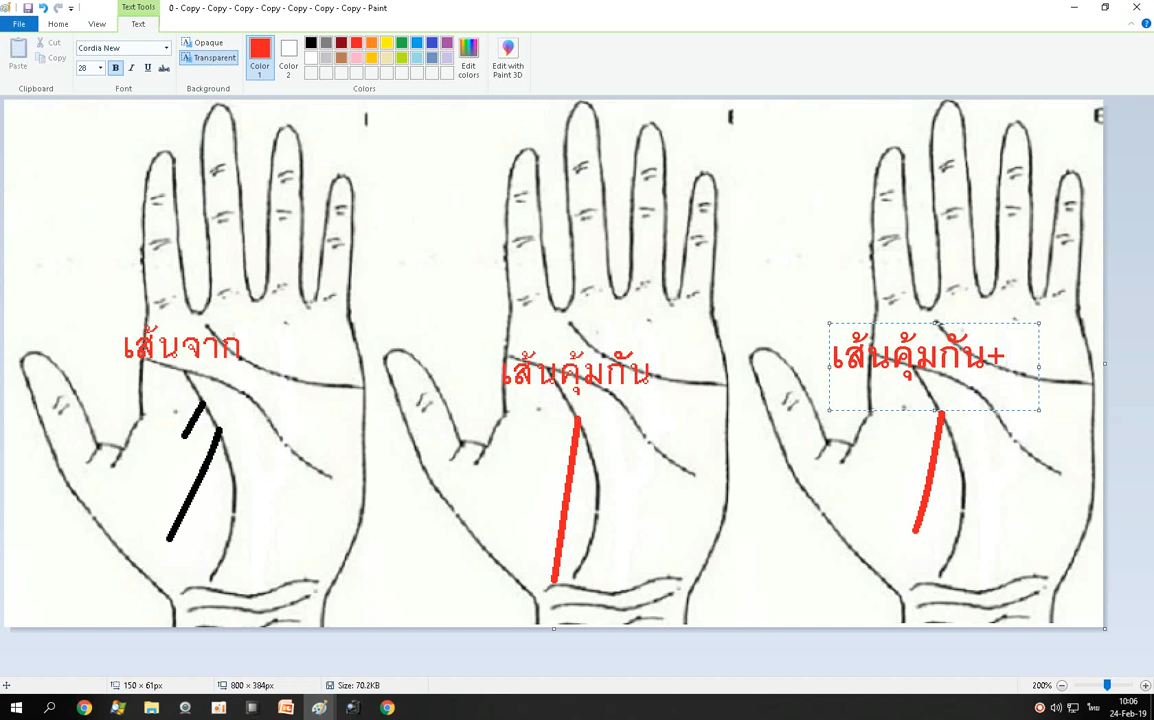 Text Tools
0 - Copy - Copy - Copy - Copy - Copy - Copy - Copy - Paint
File
Home
View
Text
Paste
Cut
Copy
Clipboard
Cordia New
28
B
I
U
abc
Font
Opaque
Transparent
Background
Color
1
Color
2
Edit
colors
Colors
Edit with
Paint 3D
เส้นจาก
เส้นคุ้มกัน
เส้นคุ้มกัน+
150 × 61px
800 × 384px
Size: 70.2KB
200%
ไทย
10:06
24-Feb-19